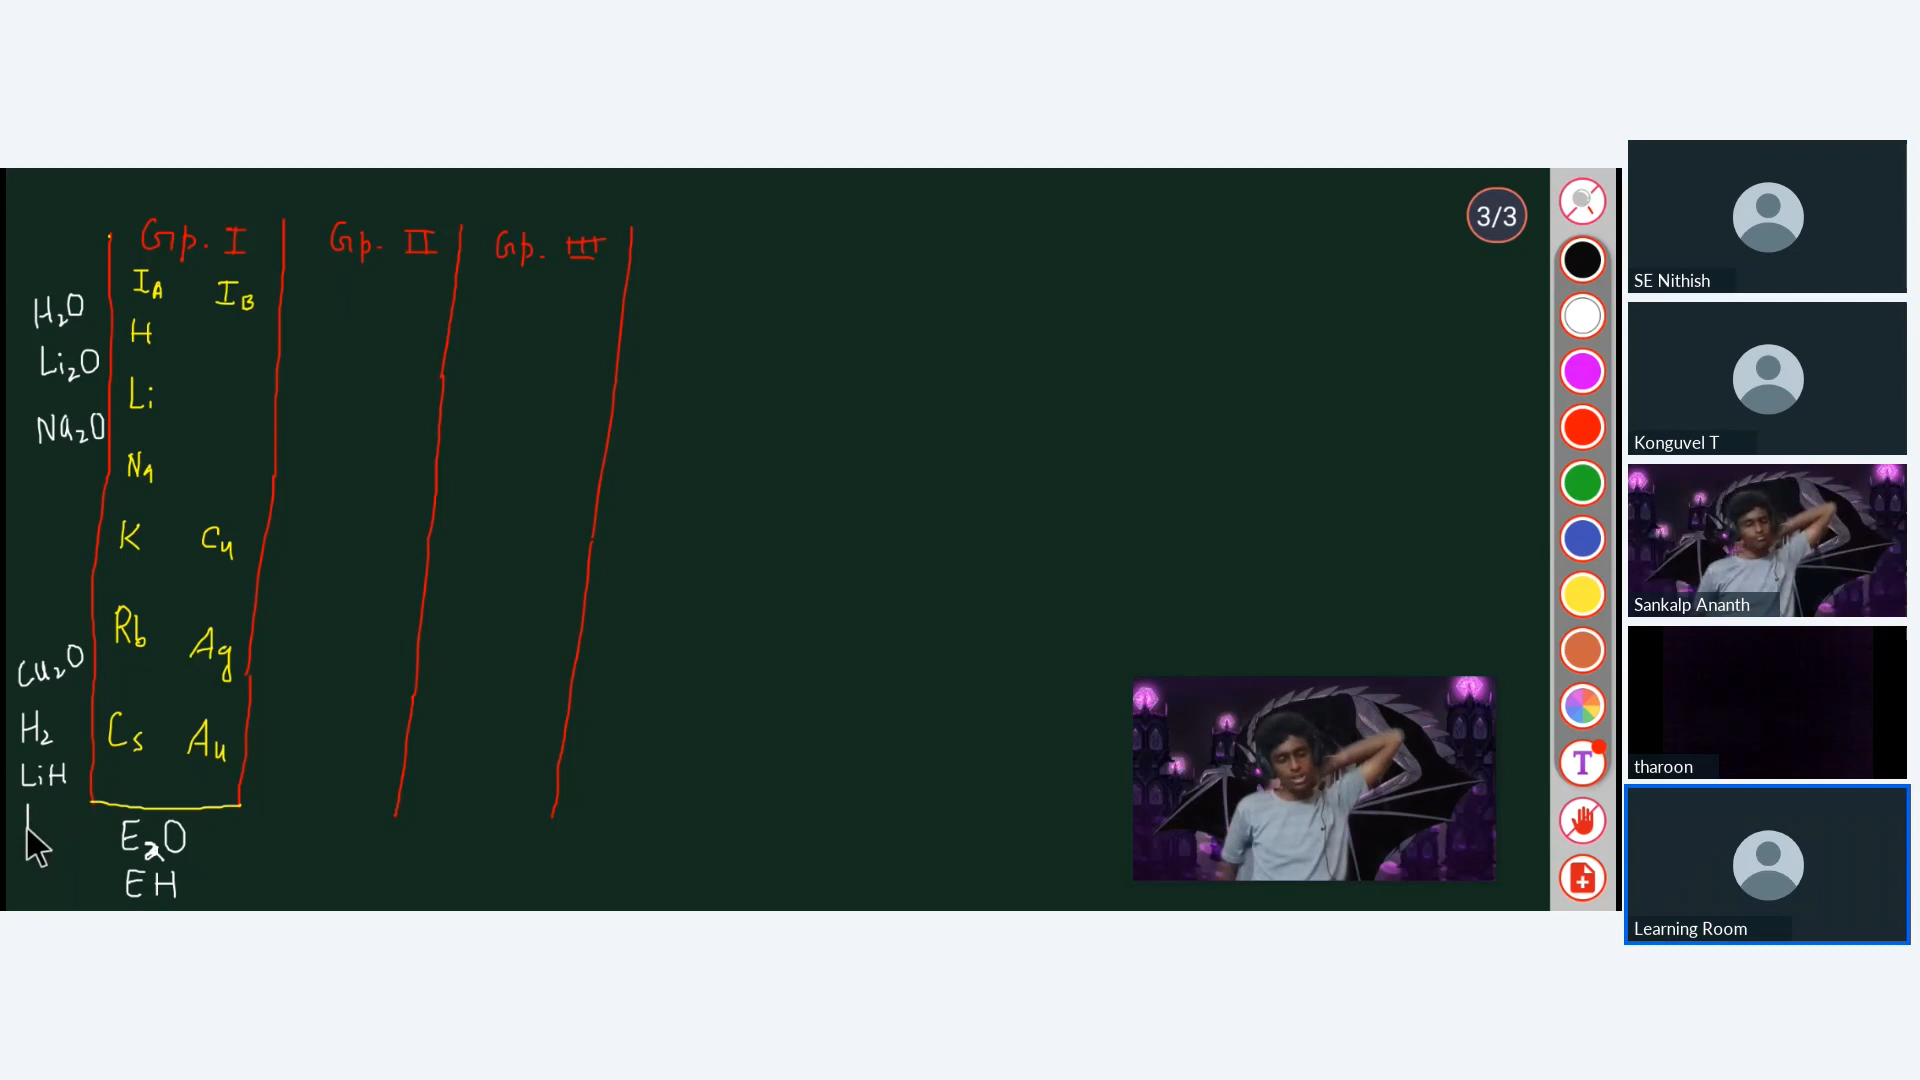 Gp. I Gp. II Gp. III
IA IB
H₂O H
Li₂O Li
Na₂O Na
K Cu
Rb Ag
Cu₂O
H₂ Cs Au
LiH
E₂O
EH
3/3
T
SE Nithish
Konguvel T
Sankalp Ananth
tharoon
Learning Room